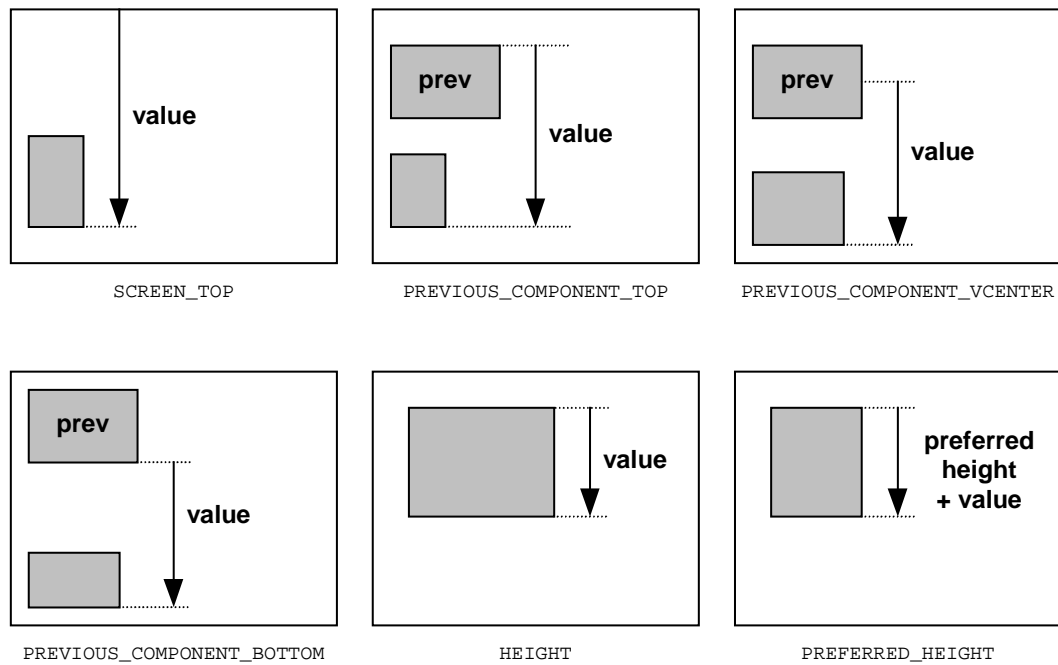 value
SCREEN_TOP
prev
value
PREVIOUS_COMPONENT_TOP
prev
value
PREVIOUS_COMPONENT_VCENTER
prev
value
PREVIOUS_COMPONENT_BOTTOM
value
HEIGHT
preferred
height
+ value
PREFERRED_HEIGHT